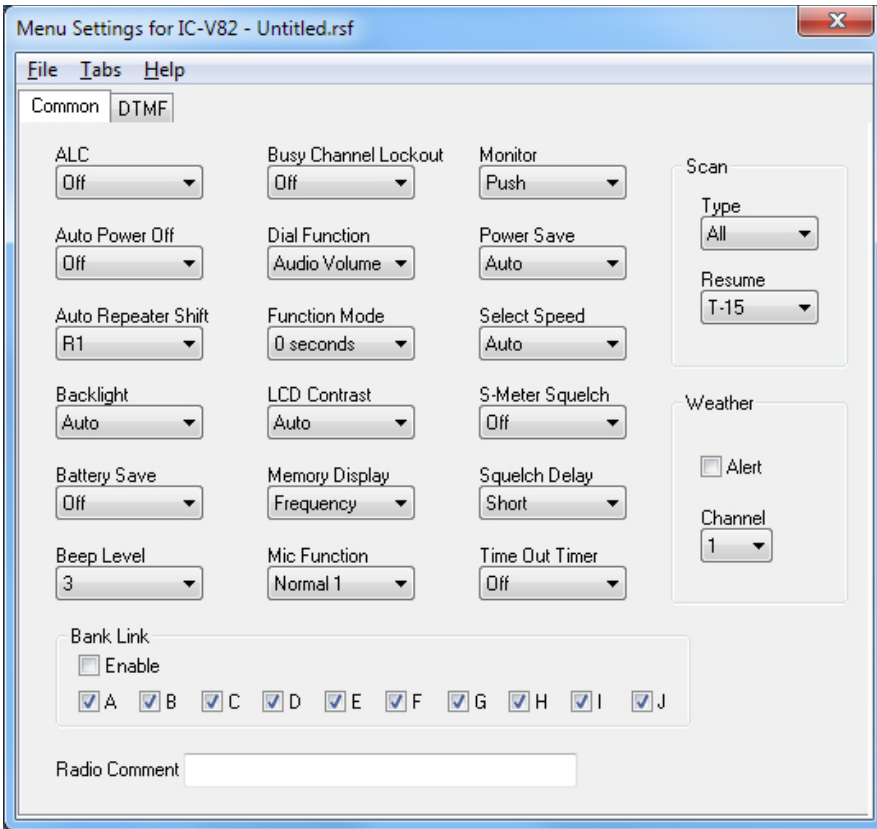 Menu Settings for IC-V82 - Untitled.rsf
File Tabs Help
Common DTMF
ALC Busy Channel Lockout Monitor
Off Off Push
Scan
Type
All
Auto Power Off Dial Function Power Save
Off Audio Volume Auto
Resume
T-15
Auto Repeater Shift Function Mode Select Speed
R1 0 seconds Auto
Backlight LCD Contrast S-Meter Squelch
Auto Auto Off
Weather
Alert
Battery Save Memory Display Squelch Delay
Off Frequency Short
Channel
1
Beep Level Mic Function Time Out Timer
3 Normal 1 Off
Bank Link
Enable
A B C D E F G H I J
Radio Comment